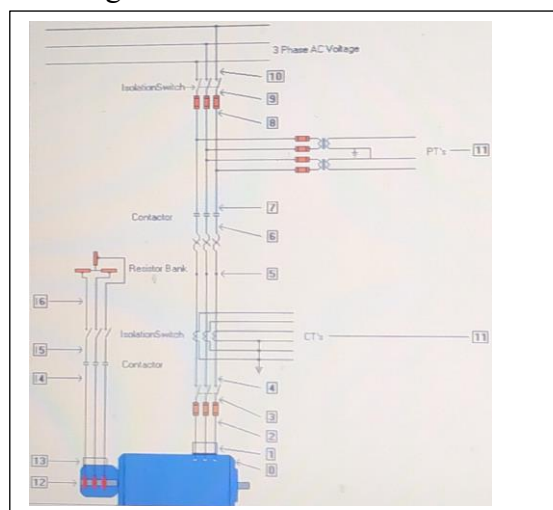 3 Phase AC Voltage
10
IsolationSwitch
9
8
PT's
11
7
Contactor
6
Resistor Bank
5
16
IsolationSwitch
CT's
11
15
Contactor
4
14
3
2
13
1
12
0